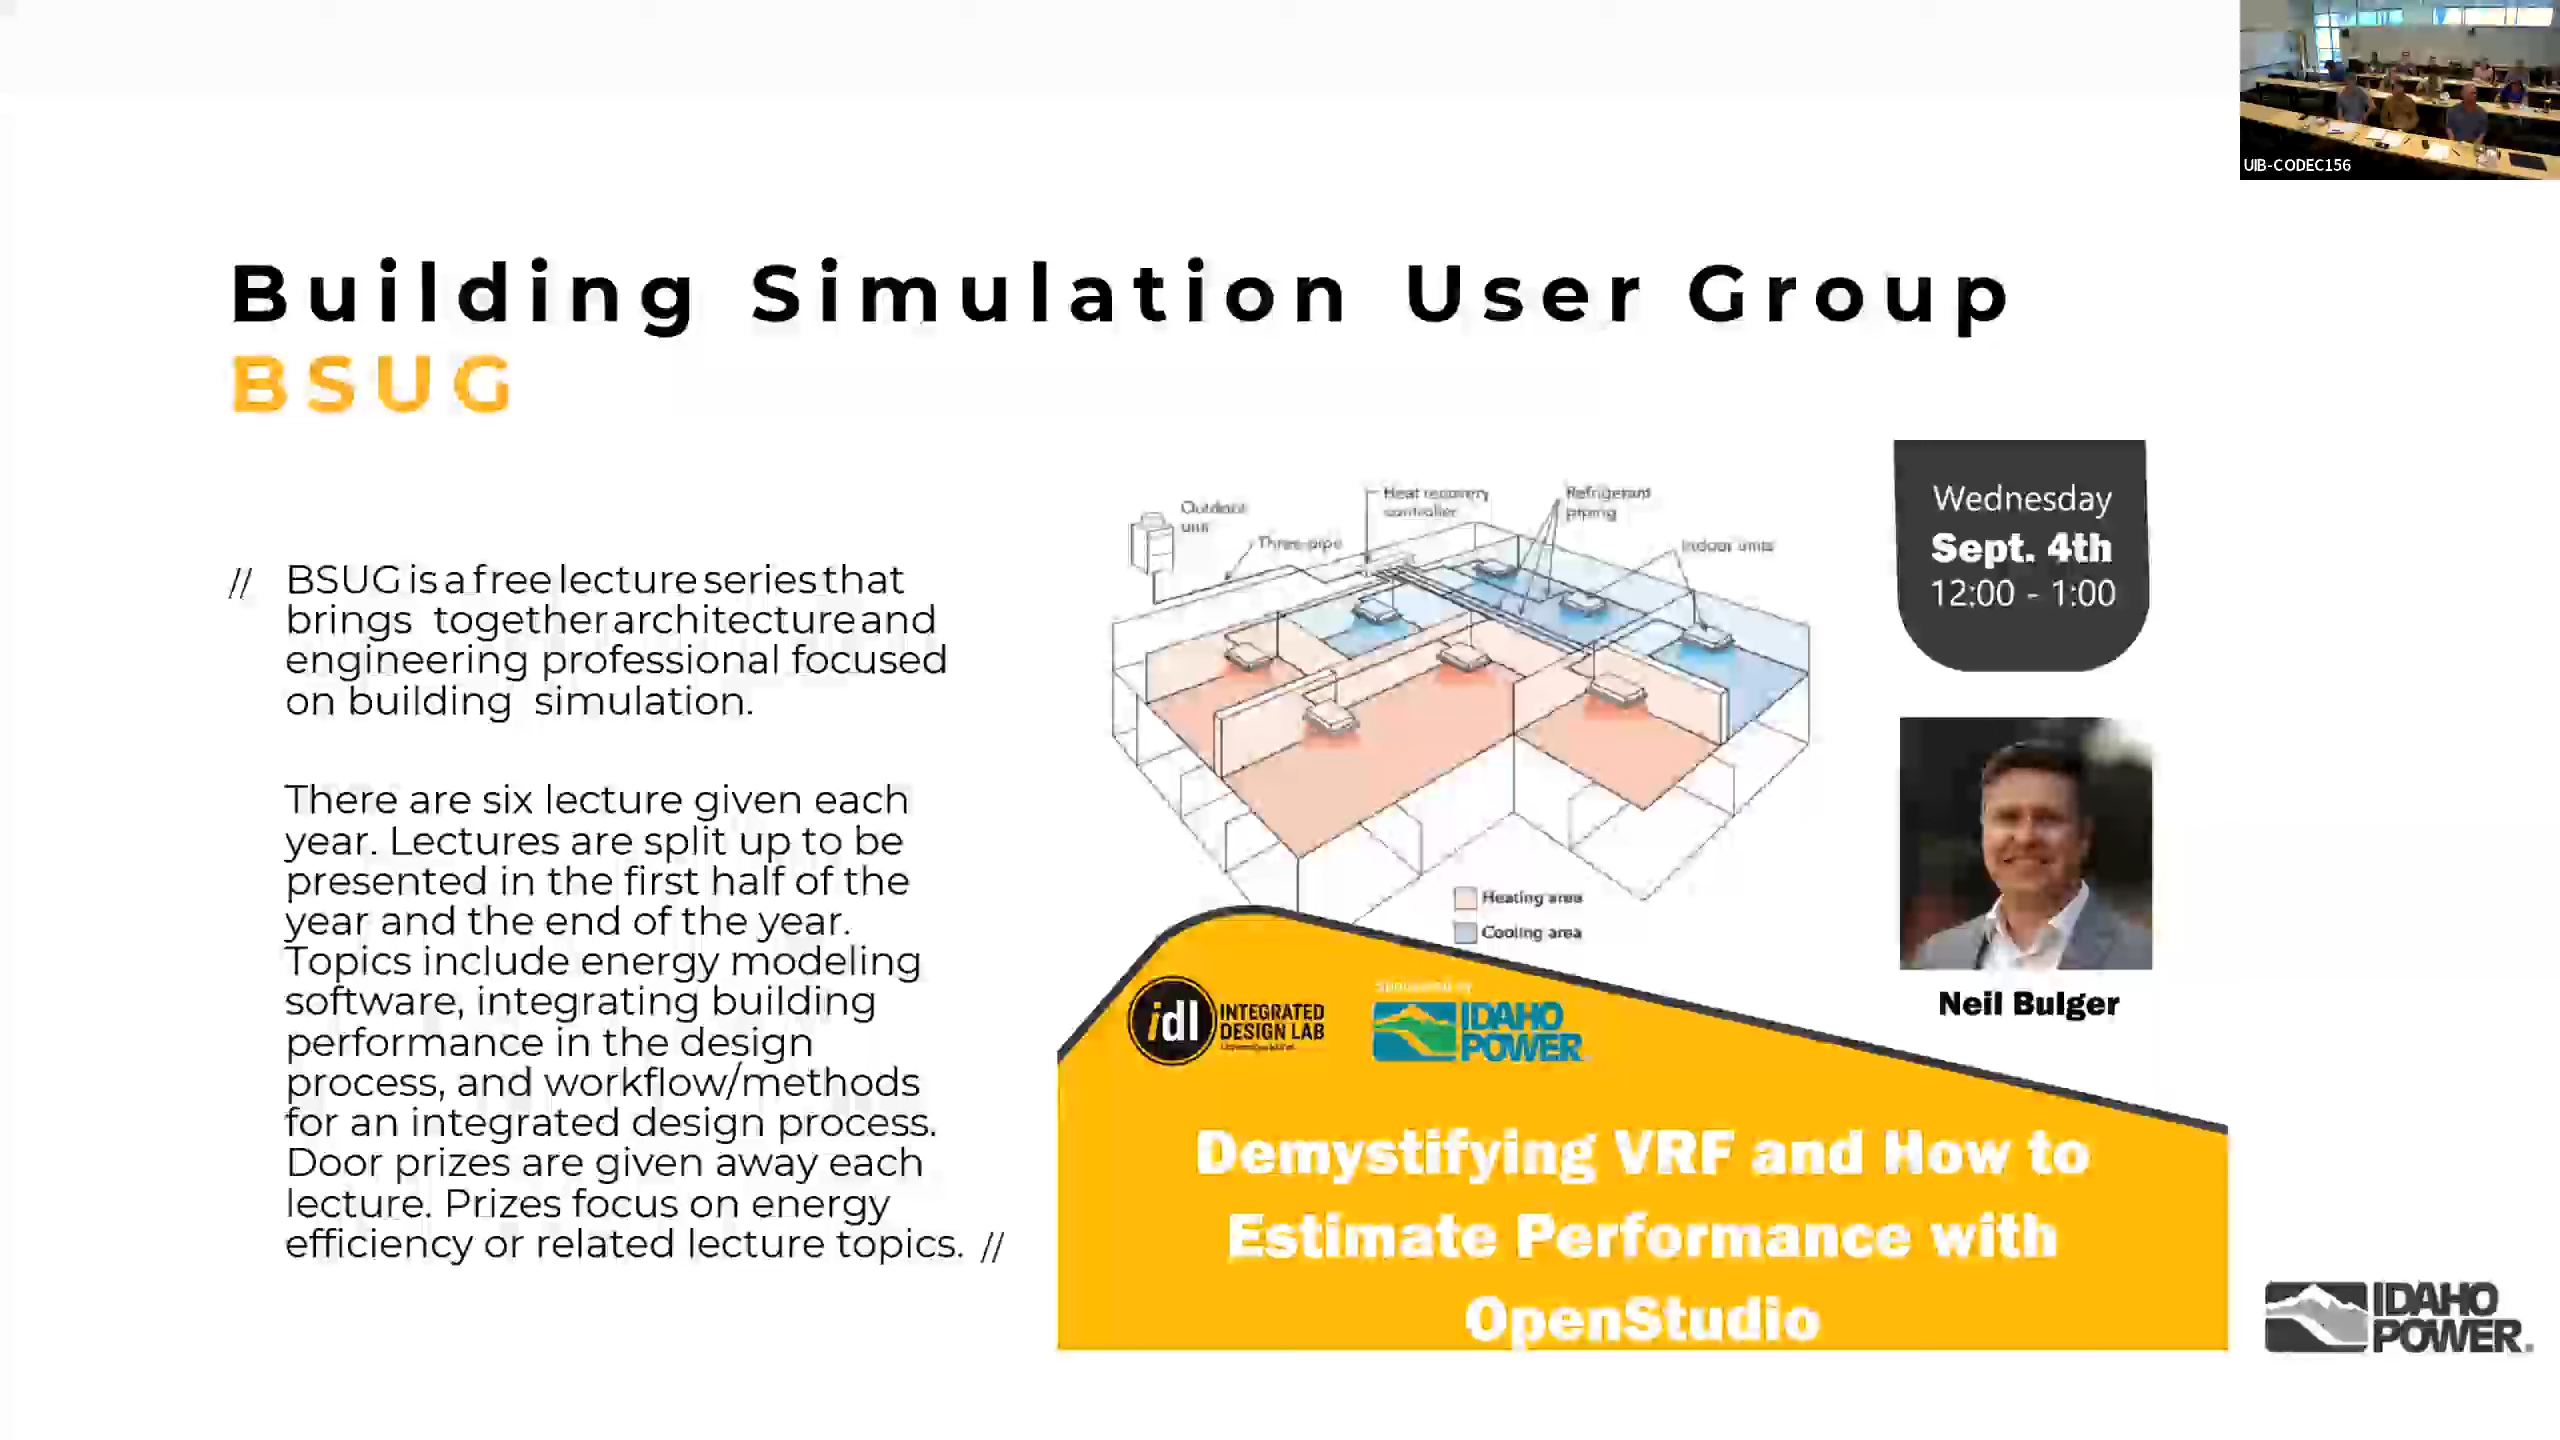 UIB-CODEC156
Building Simulation User Group
BSUG
// BSUG is a free lecture series that
brings together architecture and
engineering professional focused
on building simulation.
There are six lecture given each
year. Lectures are split up to be
presented in the first half of the
year and the end of the year.
Topics include energy modeling
software, integrating building
performance in the design
process, and workflow/methods
for an integrated design process.
Door prizes are given away each
lecture. Prizes focus on energy
efficiency or related lecture topics. //
Outdoor
unit
Three-pipe
Heat recovery
controller
Refrigerant
piping
Indoor units
Heating area
Cooling area
Wednesday
Sept. 4th
12:00 - 1:00
Neil Bulger
idl INTEGRATED
DESIGN LAB
Sponsored by
IDAHO
POWER
Demystifying VRF and How to
Estimate Performance with
OpenStudio
IDAHO
POWER